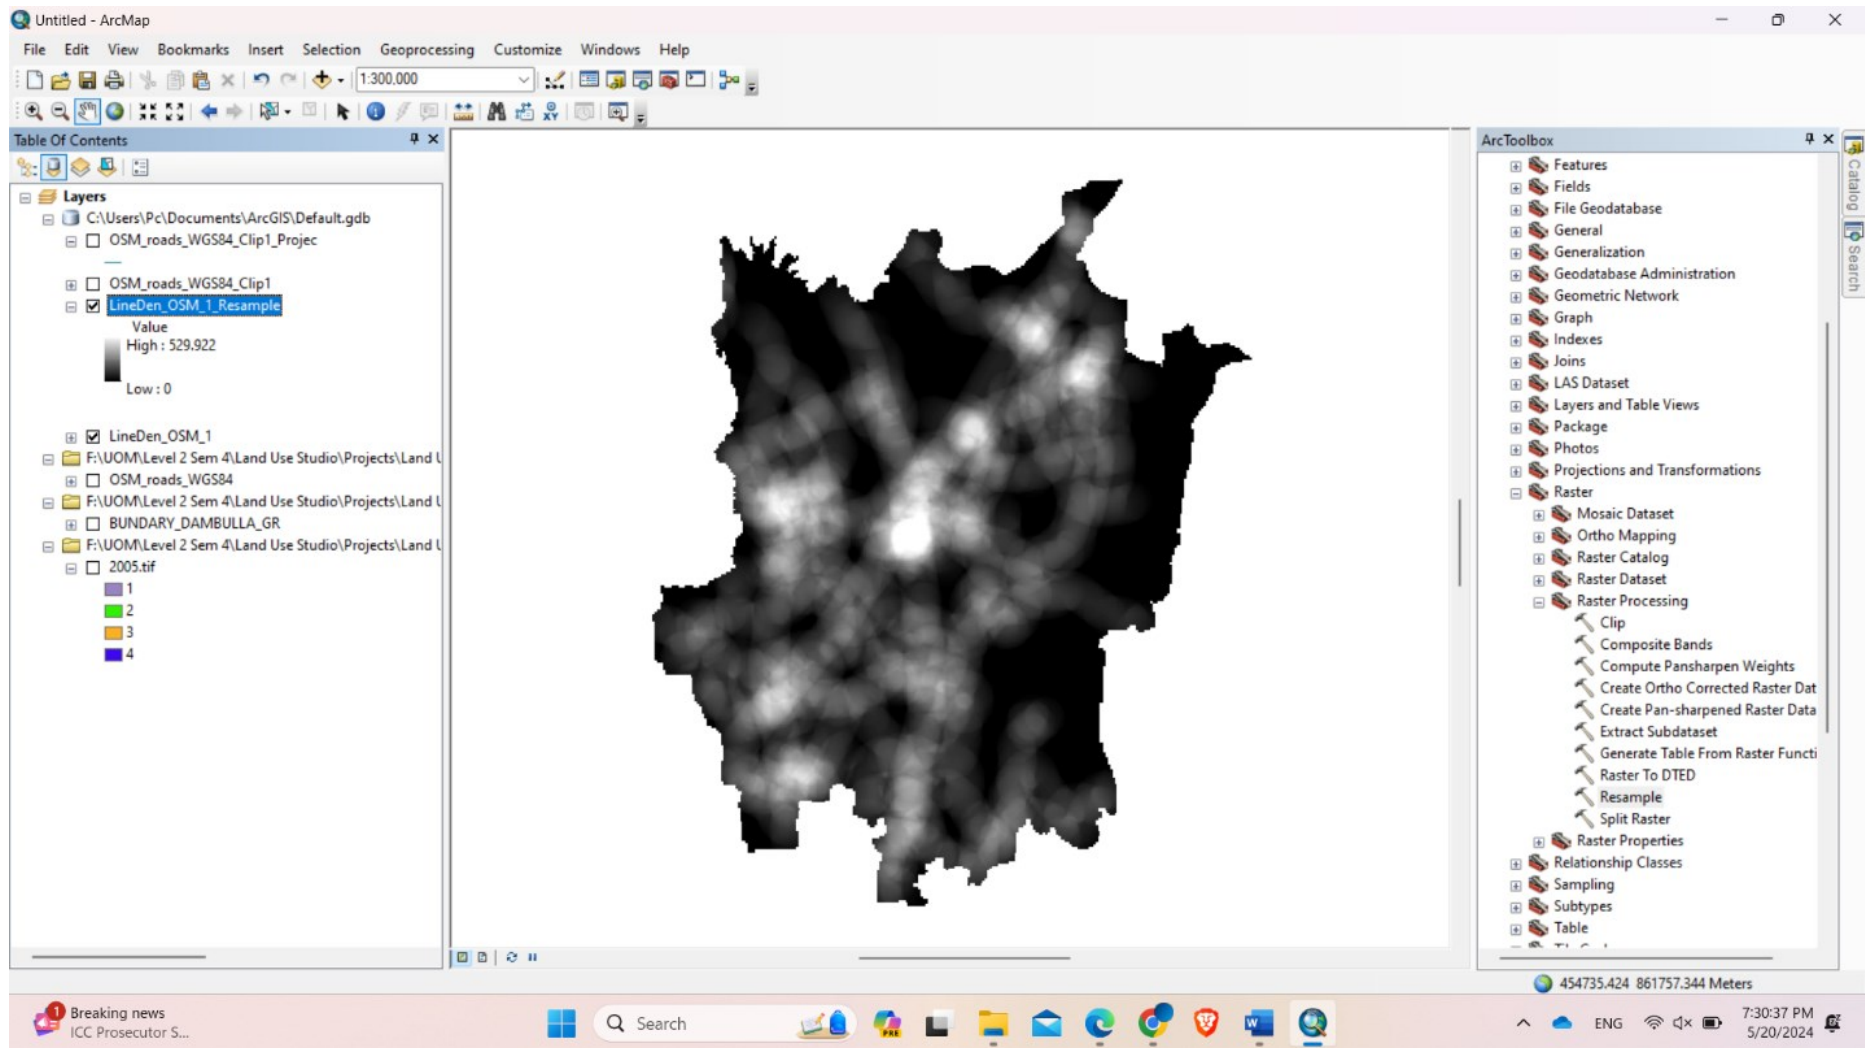 Untitled - ArcMap
File Edit View Bookmarks Insert Selection Geoprocessing Customize Windows Help
1:300,000
Table Of Contents
Layers
C:\Users\Pc\Documents\ArcGIS\Default.gdb
OSM_roads_WGS84_Clip1_Projec
OSM_roads_WGS84_Clip1
LineDen_OSM_1_Resample
Value
High : 529.922
Low : 0
LineDen_OSM_1
F:\UOM\Level 2 Sem 4\Land Use Studio\Projects\Land U
OSM_roads_WGS84
F:\UOM\Level 2 Sem 4\Land Use Studio\Projects\Land U
BUNDARY_DAMBULLA_GR
F:\UOM\Level 2 Sem 4\Land Use Studio\Projects\Land U
2005.tif
1
2
3
4
ArcToolbox
Features
Fields
File Geodatabase
General
Generalization
Geodatabase Administration
Geometric Network
Graph
Indexes
Joins
LAS Dataset
Layers and Table Views
Package
Photos
Projections and Transformations
Raster
Mosaic Dataset
Ortho Mapping
Raster Catalog
Raster Dataset
Raster Processing
Clip
Composite Bands
Compute Pansharpen Weights
Create Ortho Corrected Raster Dat
Create Pan-sharpened Raster Data
Extract Subdataset
Generate Table From Raster Functi
Raster To DTED
Resample
Split Raster
Raster Properties
Relationship Classes
Sampling
Subtypes
Table
Catalog
Search
454735.424 861757.344 Meters
1
Breaking news
ICC Prosecutor S...
Search
PRE
ENG
7:30:37 PM
5/20/2024